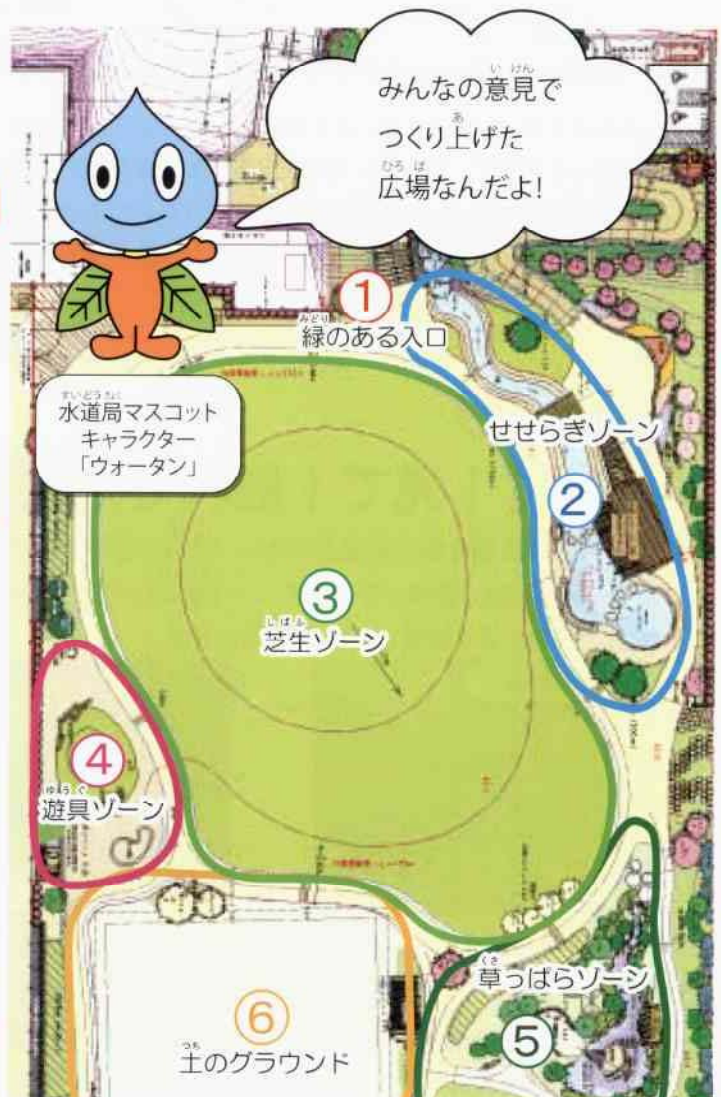 みんなの意見で
つくり上げた
広場なんだよ!
水道局マスコット
キャラクター
「ウォータン」
①
緑のある入口
せせらぎゾーン
②
③
芝生ゾーン
④
遊具ゾーン
草っぱらゾーン
⑤
⑥
土のグラウンド